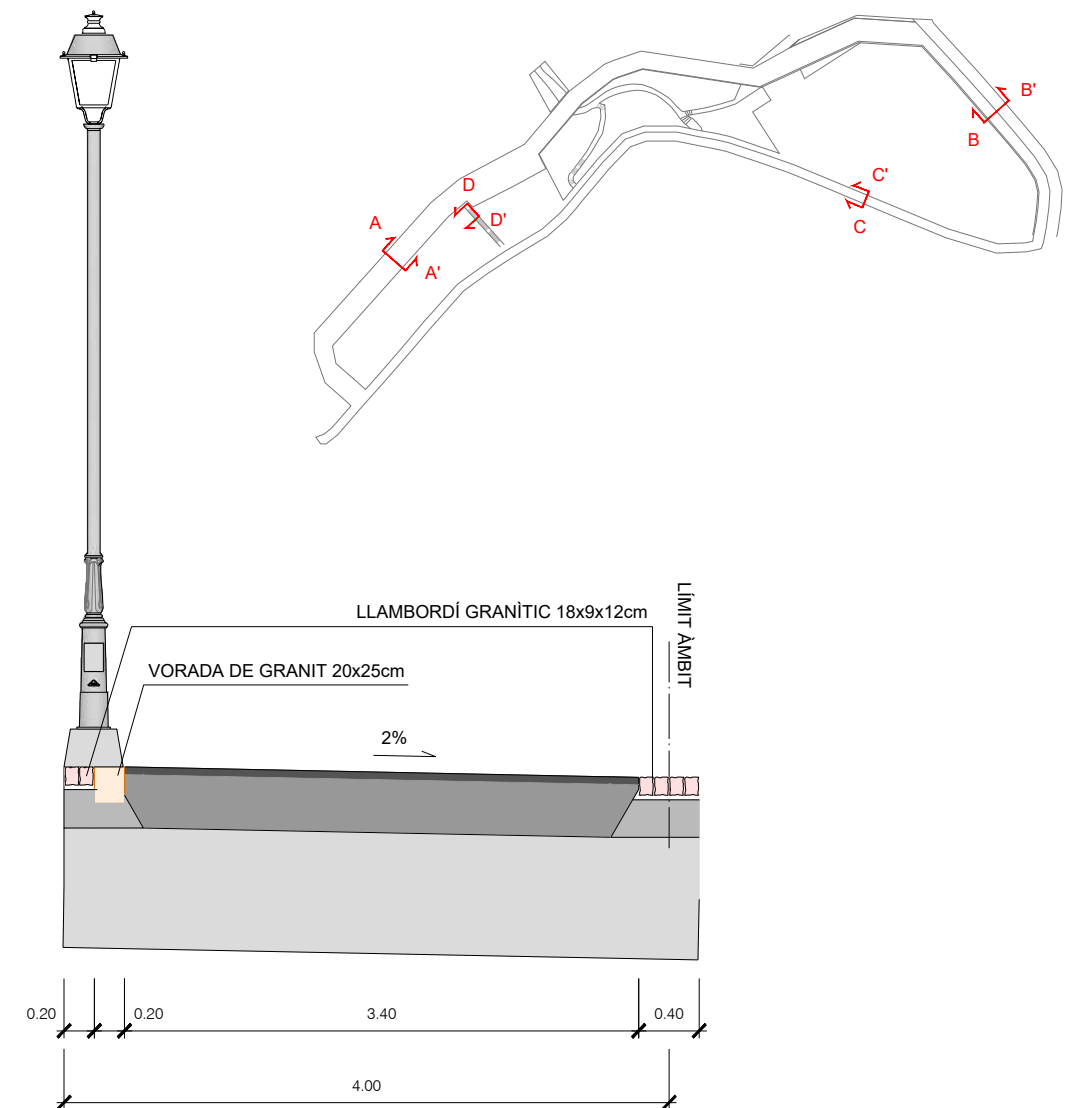 B'
B
C'
C
D
D'
A
A'
LÍMIT ÀMBIT
LLAMBORDÍ GRANÌTIC 18x9x12cm
VORADA DE GRANIT 20x25cm
2%
0.20
0.20
3.40
0.40
4.00